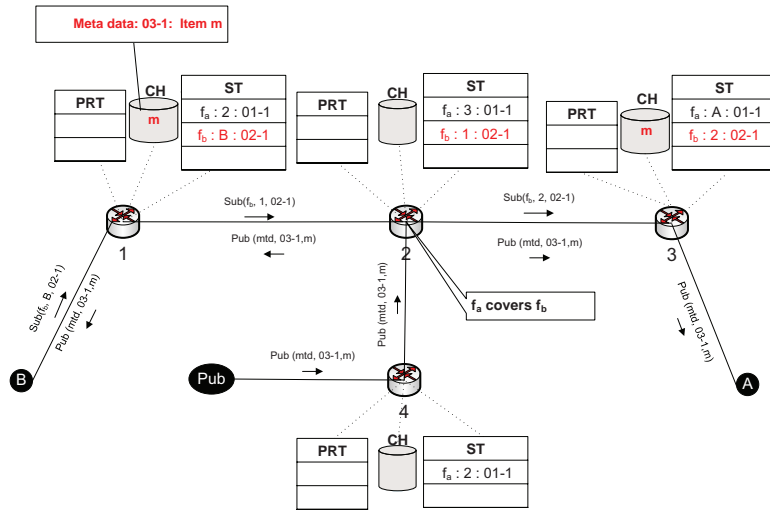 Meta data: 03-1: Item m
PRT
CH
m
ST
fa : 2 : 01-1
fb : B : 02-1
PRT
CH
ST
fa : 3 : 01-1
fb : 1 : 02-1
PRT
CH
m
ST
fa : A : 01-1
fb : 2 : 02-1
Sub(fb, 1, 02-1)
Pub (mtd, 03-1,m)
Sub(fb, 2, 02-1)
Pub (mtd, 03-1,m)
1
2
3
Sub(fb, B, 02-1)
Pub (mtd, 03-1,m)
Pub (mtd, 03-1,m)
fa covers fb
Pub (mtd, 03-1,m)
B
Pub
Pub (mtd, 03-1,m)
A
4
PRT
CH
ST
fa : 2 : 01-1